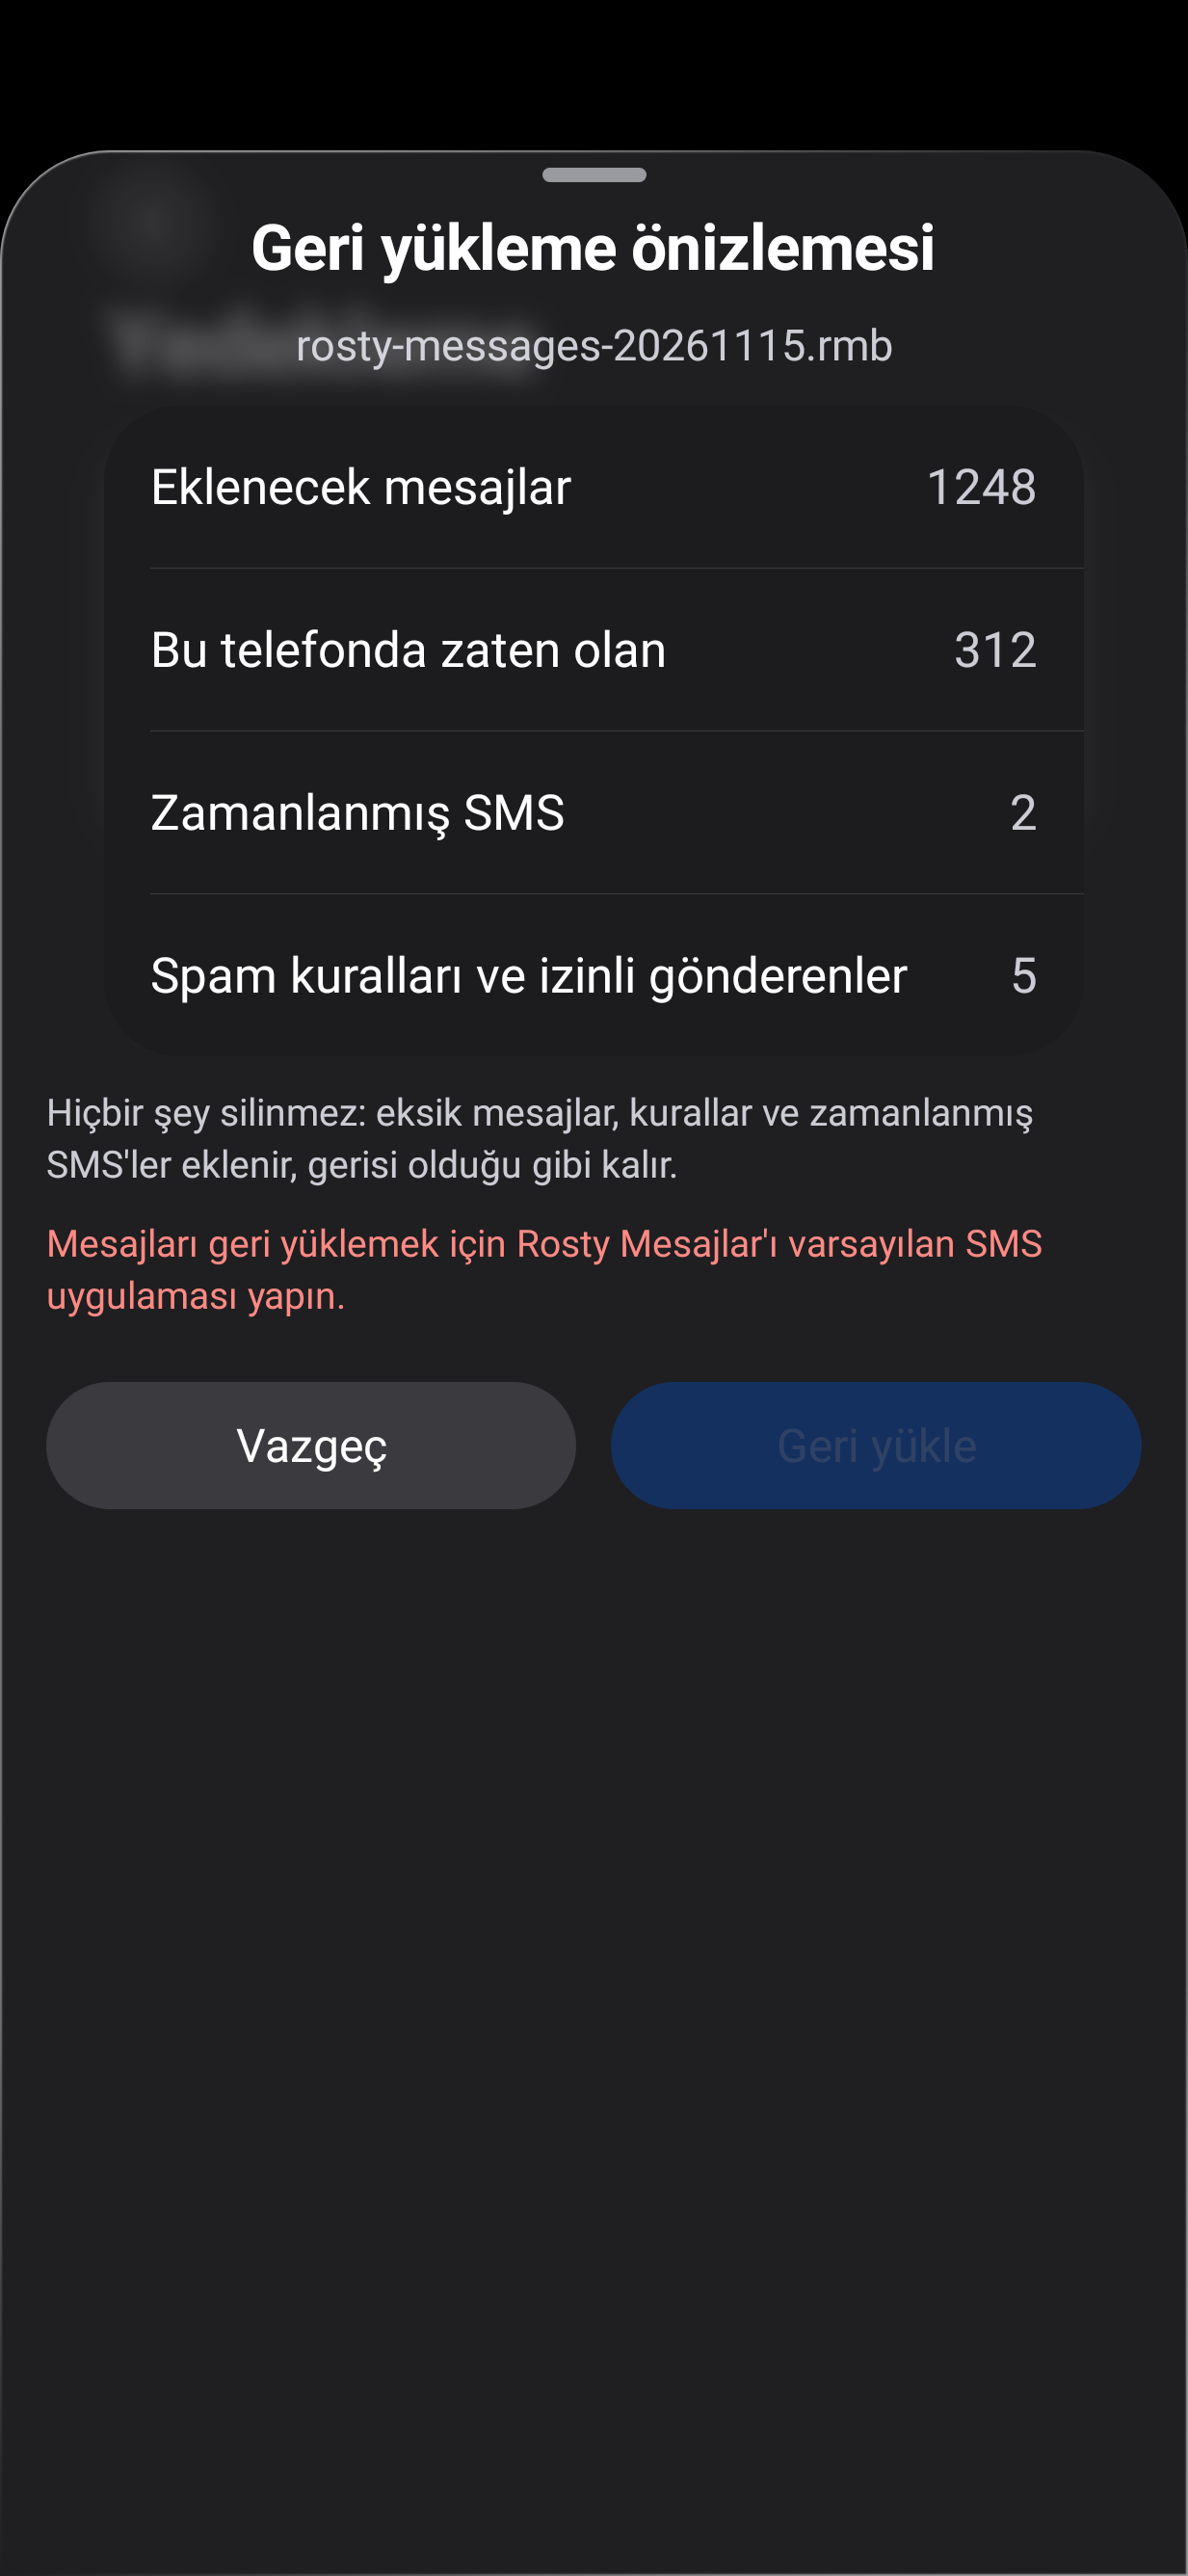 Geri yükleme önizlemesi
rosty-messages-20261115.rmb
Eklenecek mesajlar 1248
Bu telefonda zaten olan 312
Zamanlanmış SMS 2
Spam kuralları ve izinli gönderenler 5
Hiçbir şey silinmez: eksik mesajlar, kurallar ve zamanlanmış
SMS'ler eklenir, gerisi olduğu gibi kalır.
Mesajları geri yüklemek için Rosty Mesajlar'ı varsayılan SMS
uygulaması yapın.
Vazgeç Geri yükle